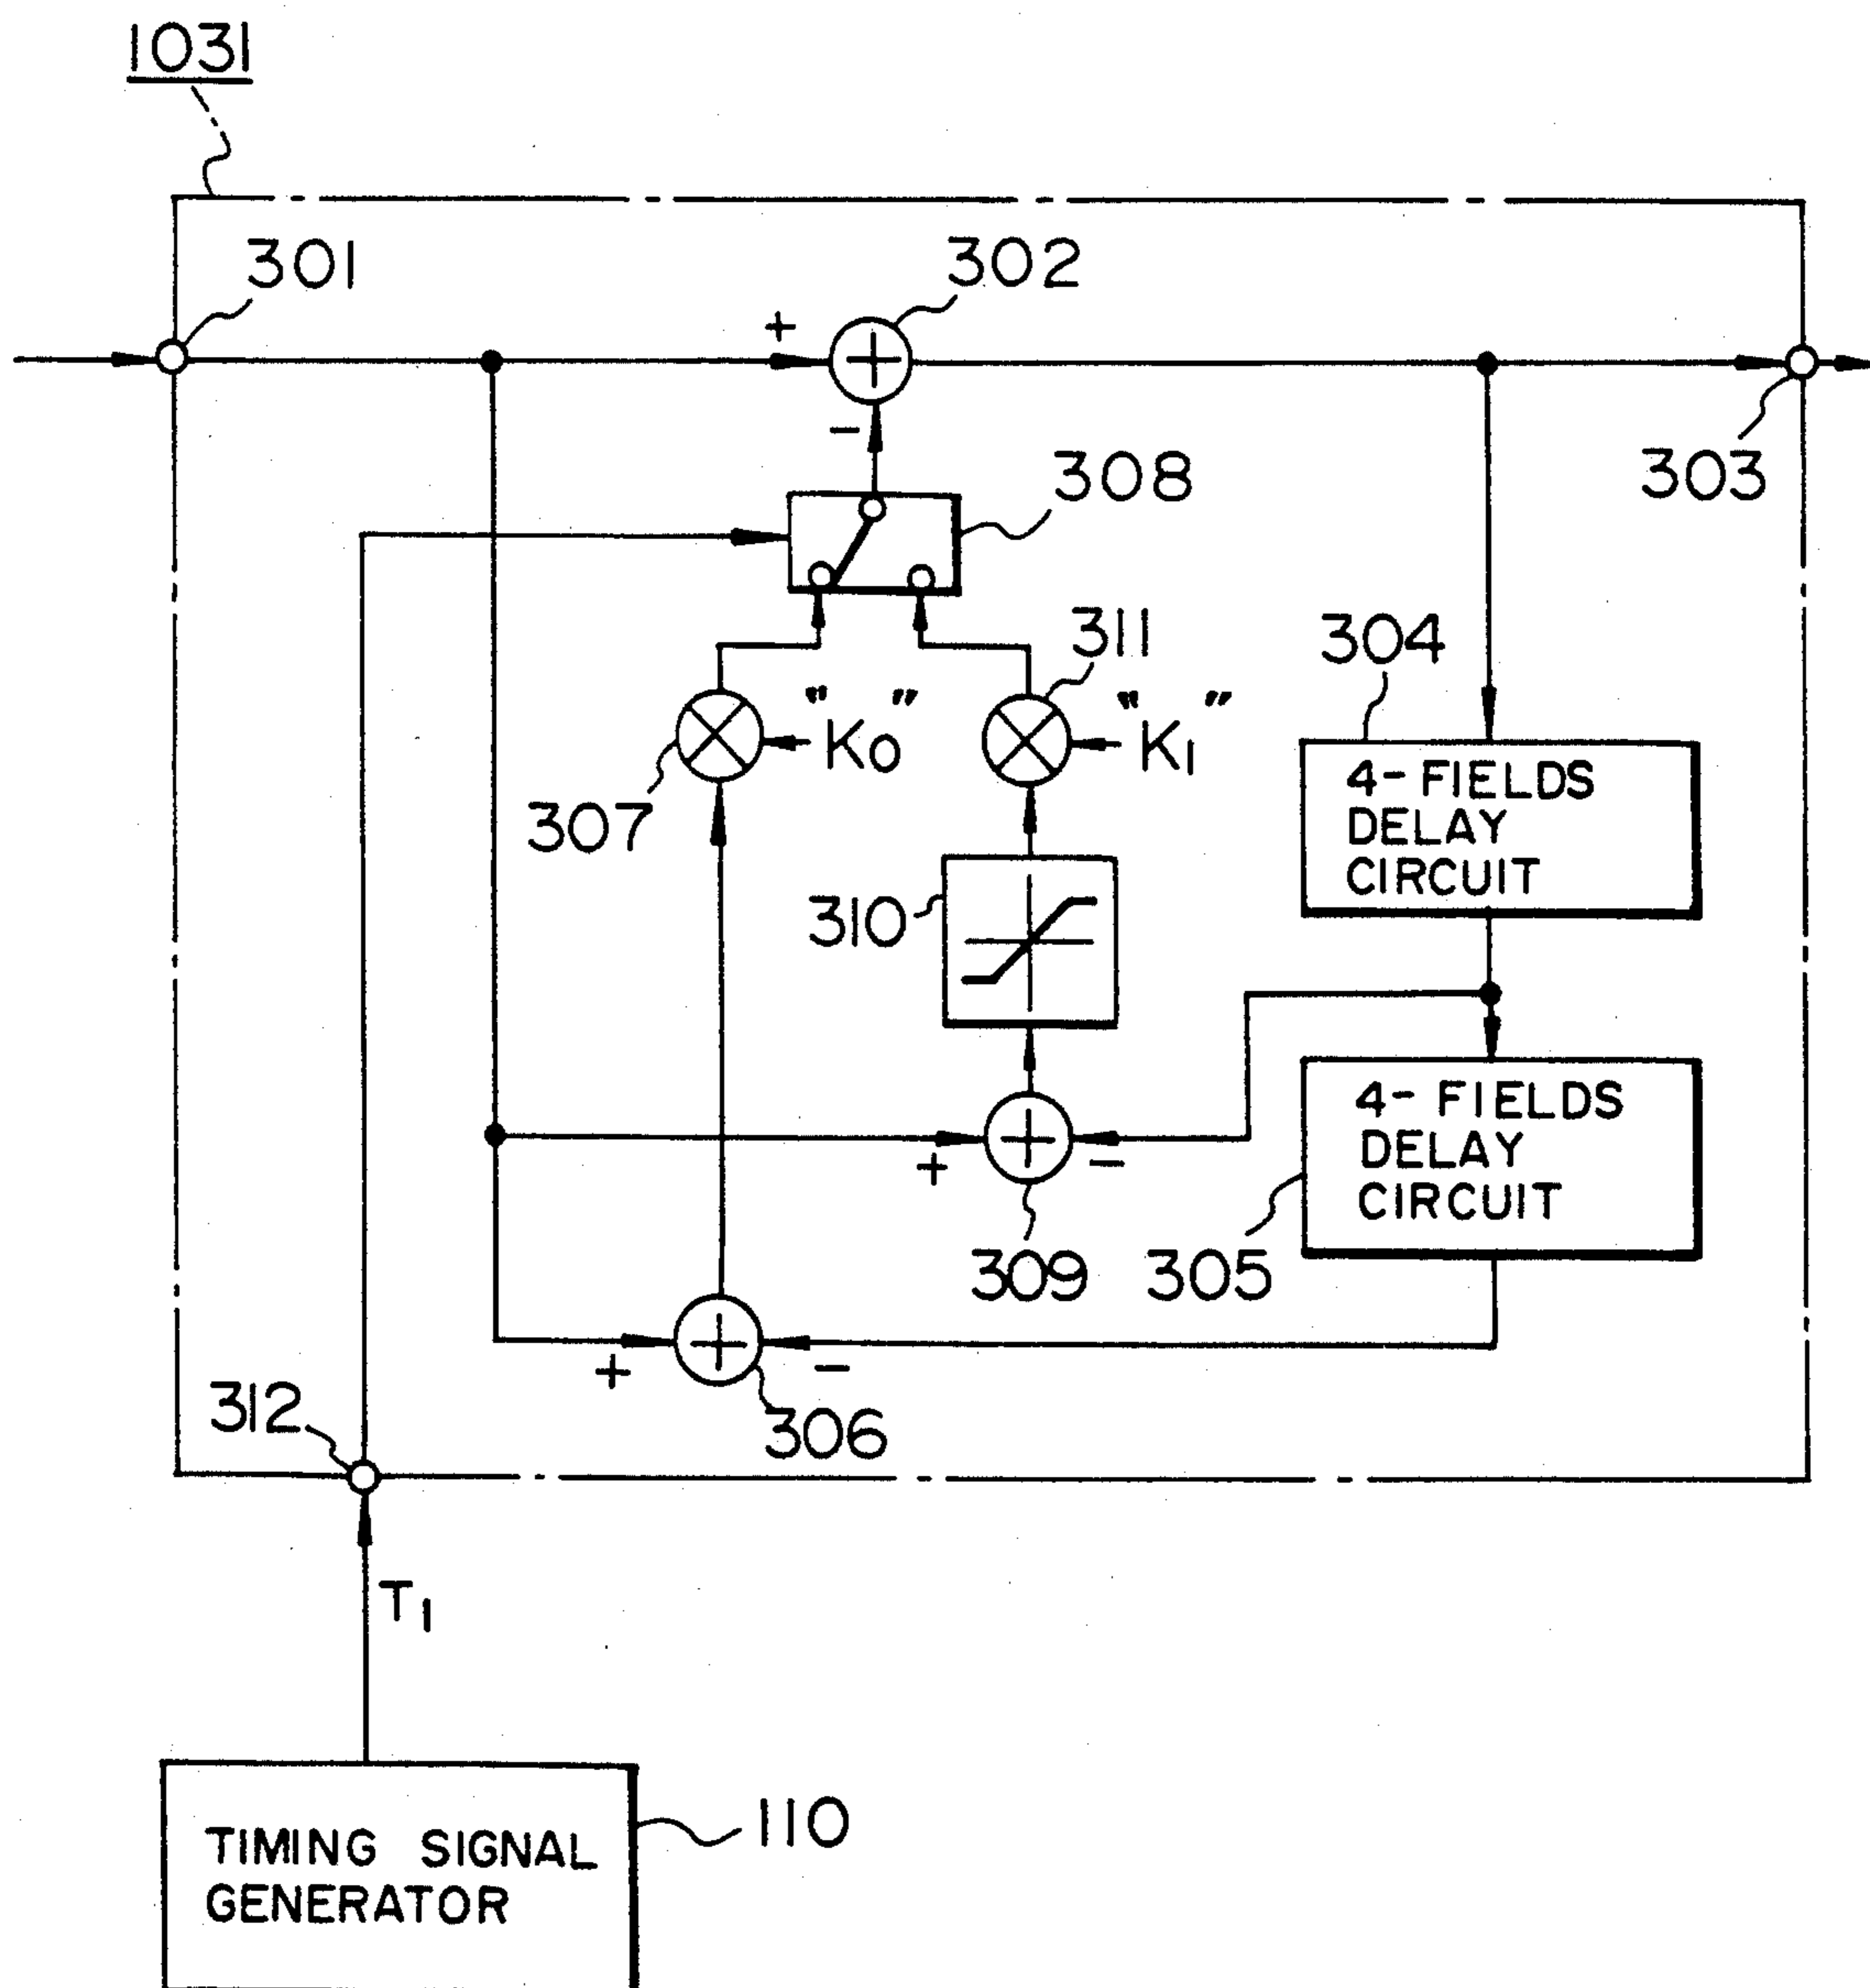 1031
301
302
+
-
308
303
311
304
"K0"
"K1"
307
4-FIELDS
DELAY
CIRCUIT
310
4-FIELDS
DELAY
CIRCUIT
+
-
309
305
+
-
312
306
T1
TIMING SIGNAL
GENERATOR
110